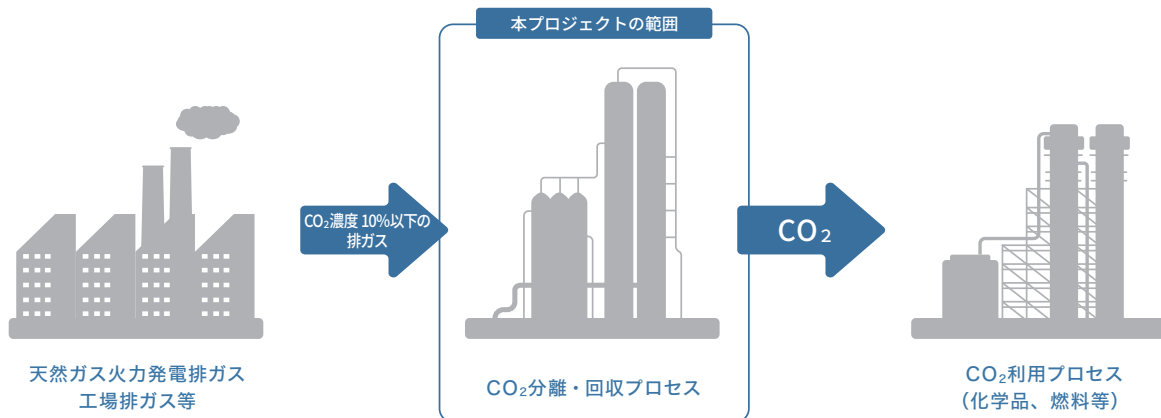 本プロジェクトの範囲
CO₂濃度 10%以下の
排ガス
CO₂
天然ガス火力発電排ガス
工場排ガス等
CO₂分離・回収プロセス
CO₂利用プロセス
（化学品、燃料等）